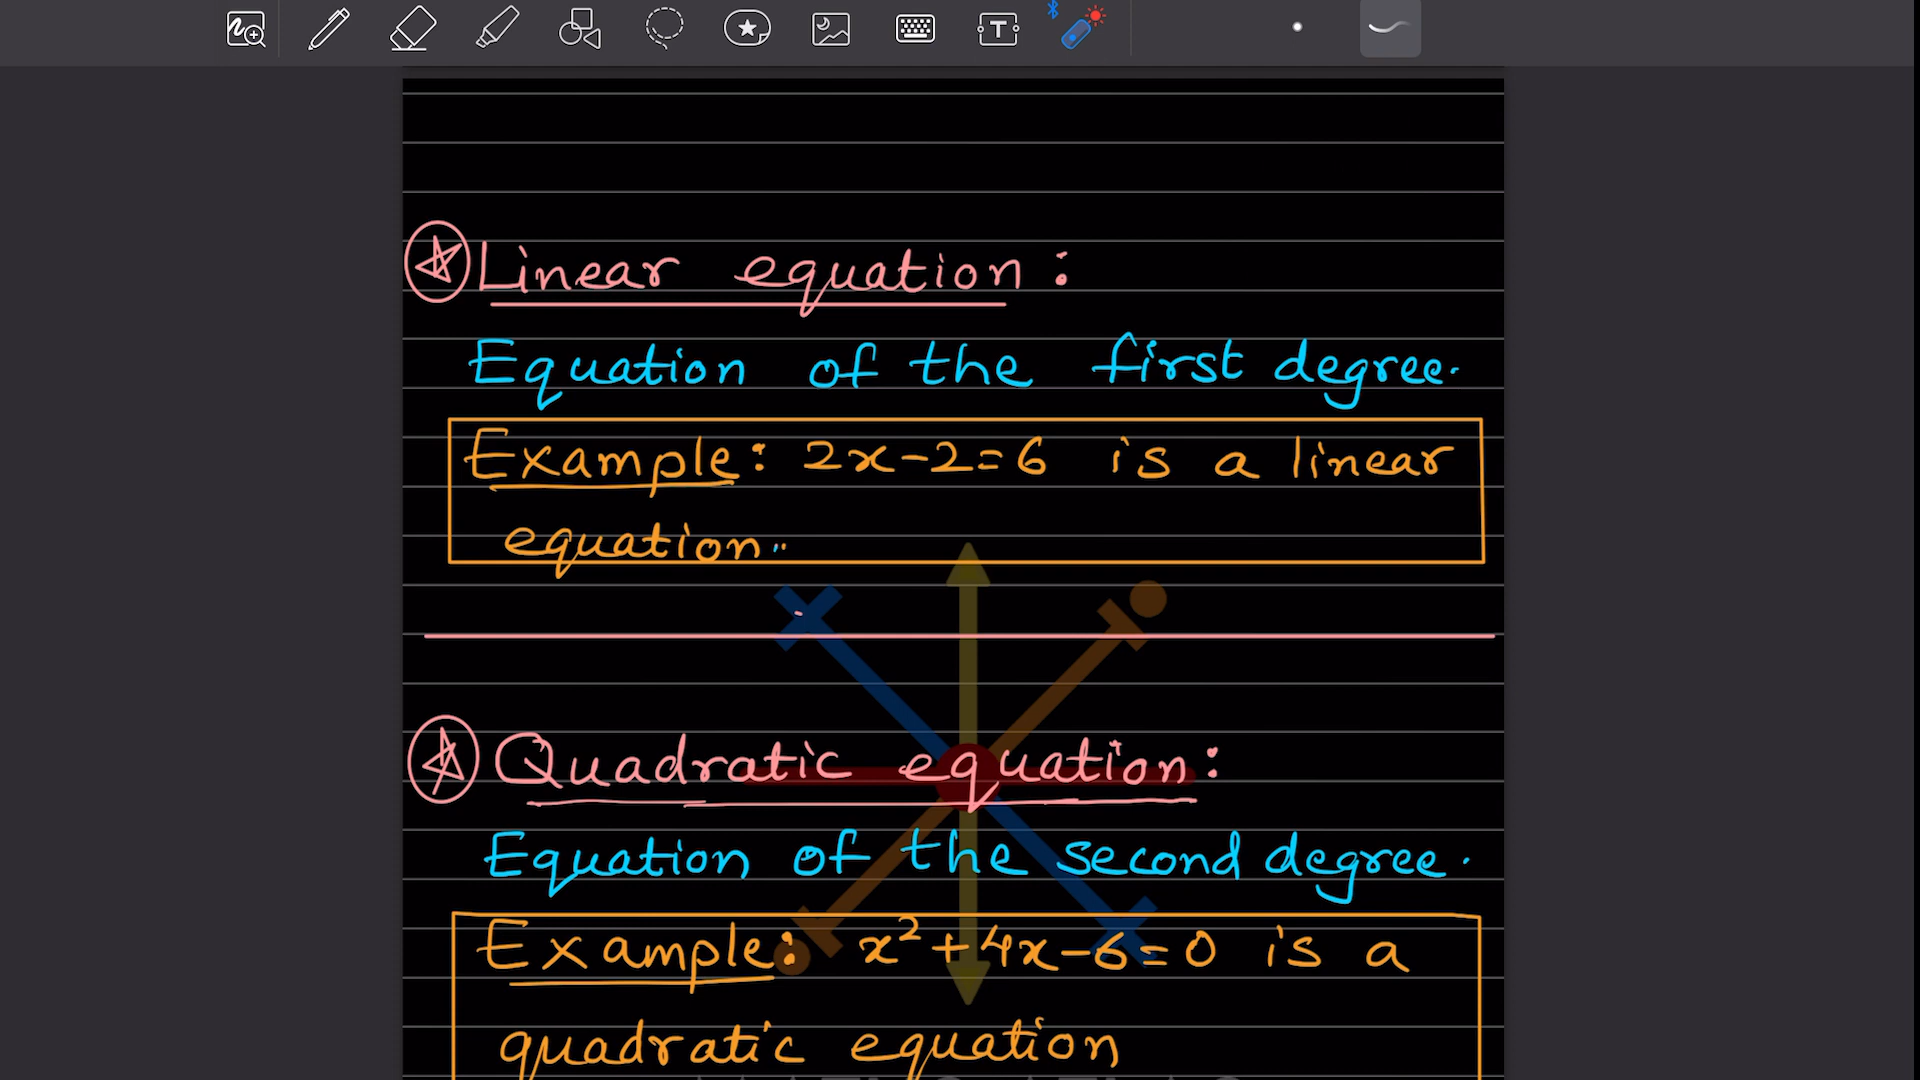 Linear equation:
Equation of the first degree.
Example: 2x-2=6 is a linear
equation.
Quadratic equation:
Equation of the second degree.
Example: x²+4x-6=0 is a
quadratic equation